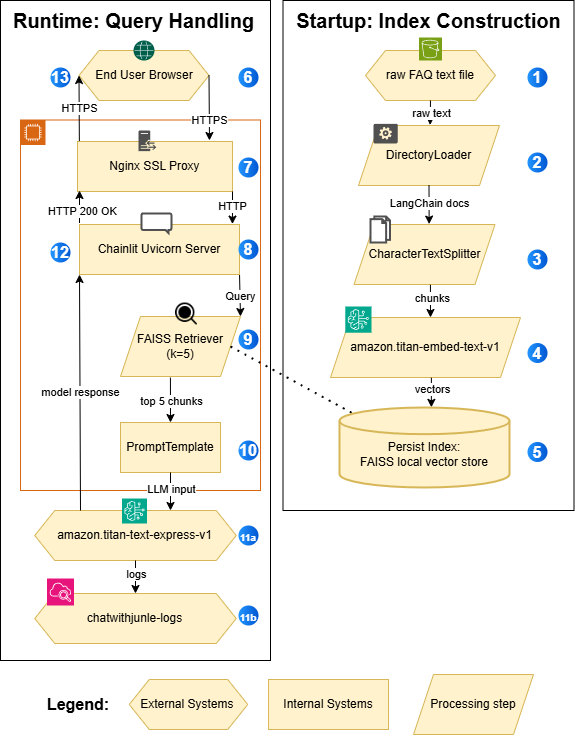 Runtime: Query Handling
End User Browser
13
6
HTTPS
HTTPS
Nginx SSL Proxy
7
HTTP 200 OK
HTTP
Chainlit Uvicorn Server
12
8
Query
FAISS Retriever
(k=5)
9
model response
top 5 chunks
PromptTemplate
10
LLM input
amazon.titan-text-express-v1
11a
logs
chatwithjunle-logs
11b
Startup: Index Construction
raw FAQ text file
1
raw text
DirectoryLoader
2
LangChain docs
CharacterTextSplitter
3
chunks
amazon.titan-embed-text-v1
4
vectors
Persist Index:
FAISS local vector store
5
Legend:
External Systems
Internal Systems
Processing step